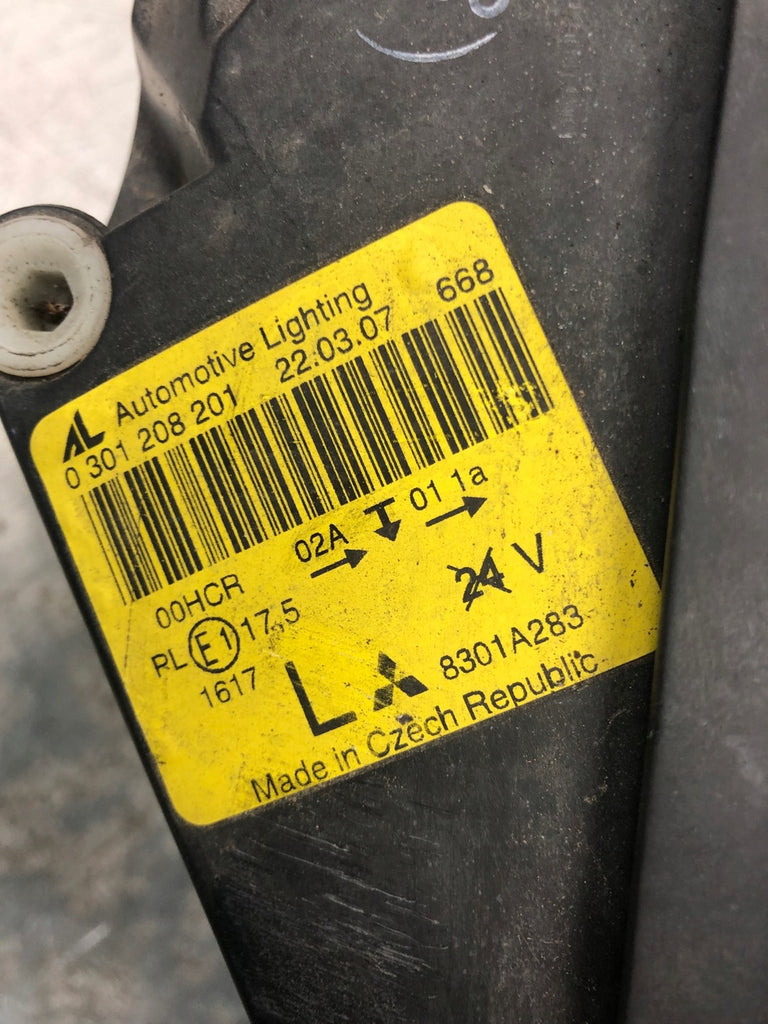 AL Automotive Lighting
0 301 208 201 22.03.07 668
02A 01 1a
00HCR
24 V
PL E1 17,5
1617
L 8301A283
Made in Czech Republic